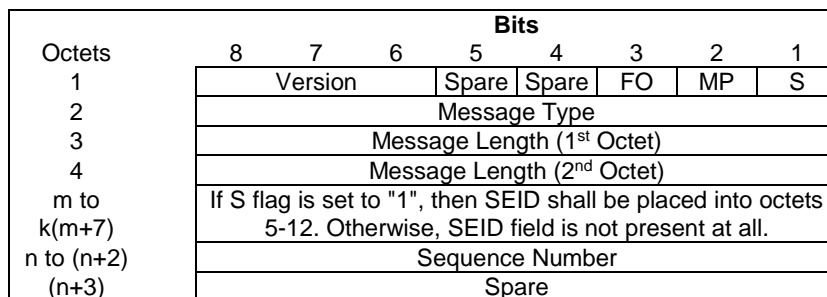 Bits
Octets 8 7 6 5 4 3 2 1
1 Version Spare Spare FO MP S
2 Message Type
3 Message Length (1st Octet)
4 Message Length (2nd Octet)
m to If S flag is set to "1", then SEID shall be placed into octets
k(m+7) 5-12. Otherwise, SEID field is not present at all.
n to (n+2) Sequence Number
(n+3) Spare